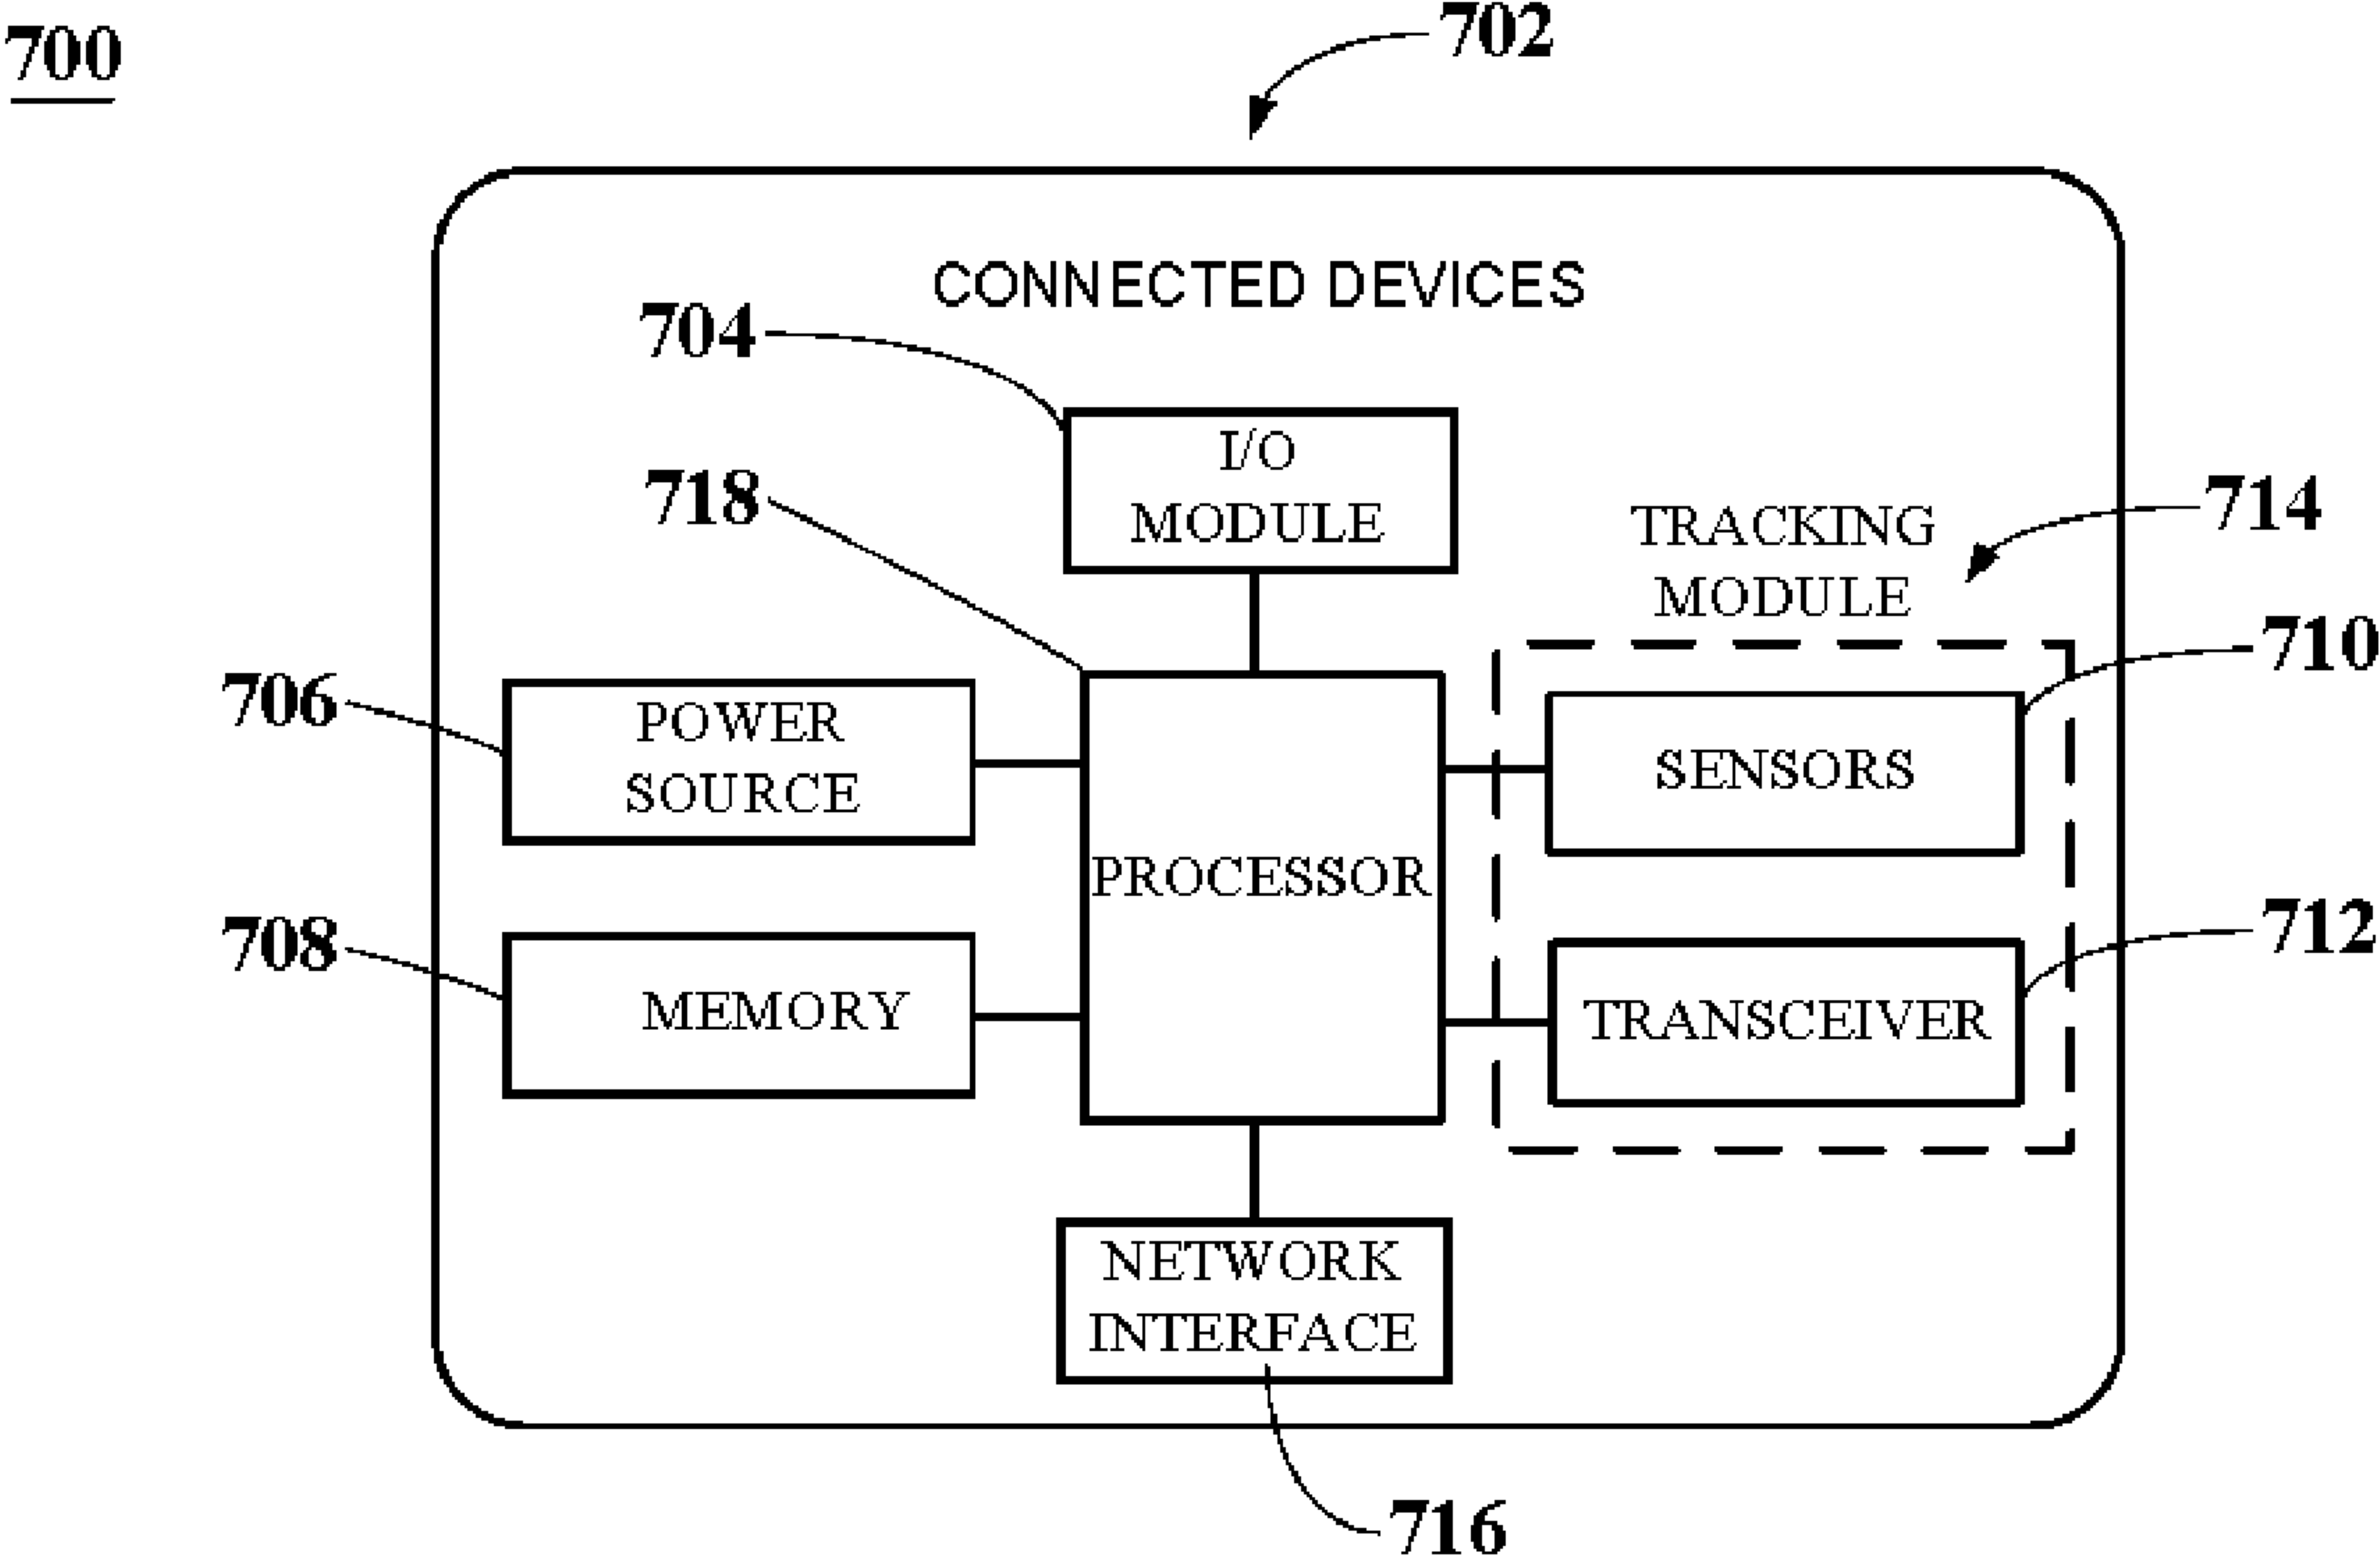 700
702
CONNECTED DEVICES
704
I/O
MODULE
718
TRACKING
MODULE
714
710
706
POWER
SOURCE
SENSORS
PROCESSOR
708
MEMORY
TRANSCEIVER
712
NETWORK
INTERFACE
716